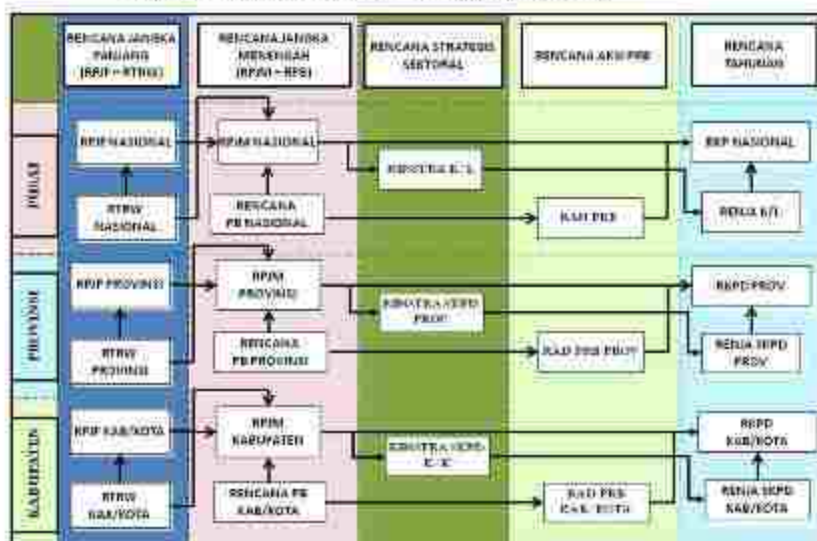 RENCANA JANGKA
PANJANG
(RPJP – RTRW)
RENCANA JANGKA
MENENGAH
(RPJM – RPB)
RENCANA STRATEGIS
SEKTORAL
RENCANA AKSI PRB
RENCANA
TAHUNAN
PUSAT
RPJP NASIONAL
RPJM NASIONAL
RENSTRA K/L
RKP NASIONAL
RTRW
NASIONAL
RENCANA
PB NASIONAL
RAN PRB
RENJA K/L
PROVINSI
RPJP PROVINSI
RPJM
PROVINSI
RENSTRA SKPD
PROV
RKPD PROV
RTRW
PROVINSI
RENCANA
PB PROVINSI
RAD PRB PROV
RENJA SKPD
PROV
KABUPATEN
RPJP KAB/KOTA
RPJM
KABUPATEN
RENSTRA SKPD
K/K
RKPD
KAB/KOTA
RTRW
KAB/KOTA
RENCANA PB
KAB/KOTA
RAD PRB
KAB/KOTA
RENJA SKPD
KAB/KOTA